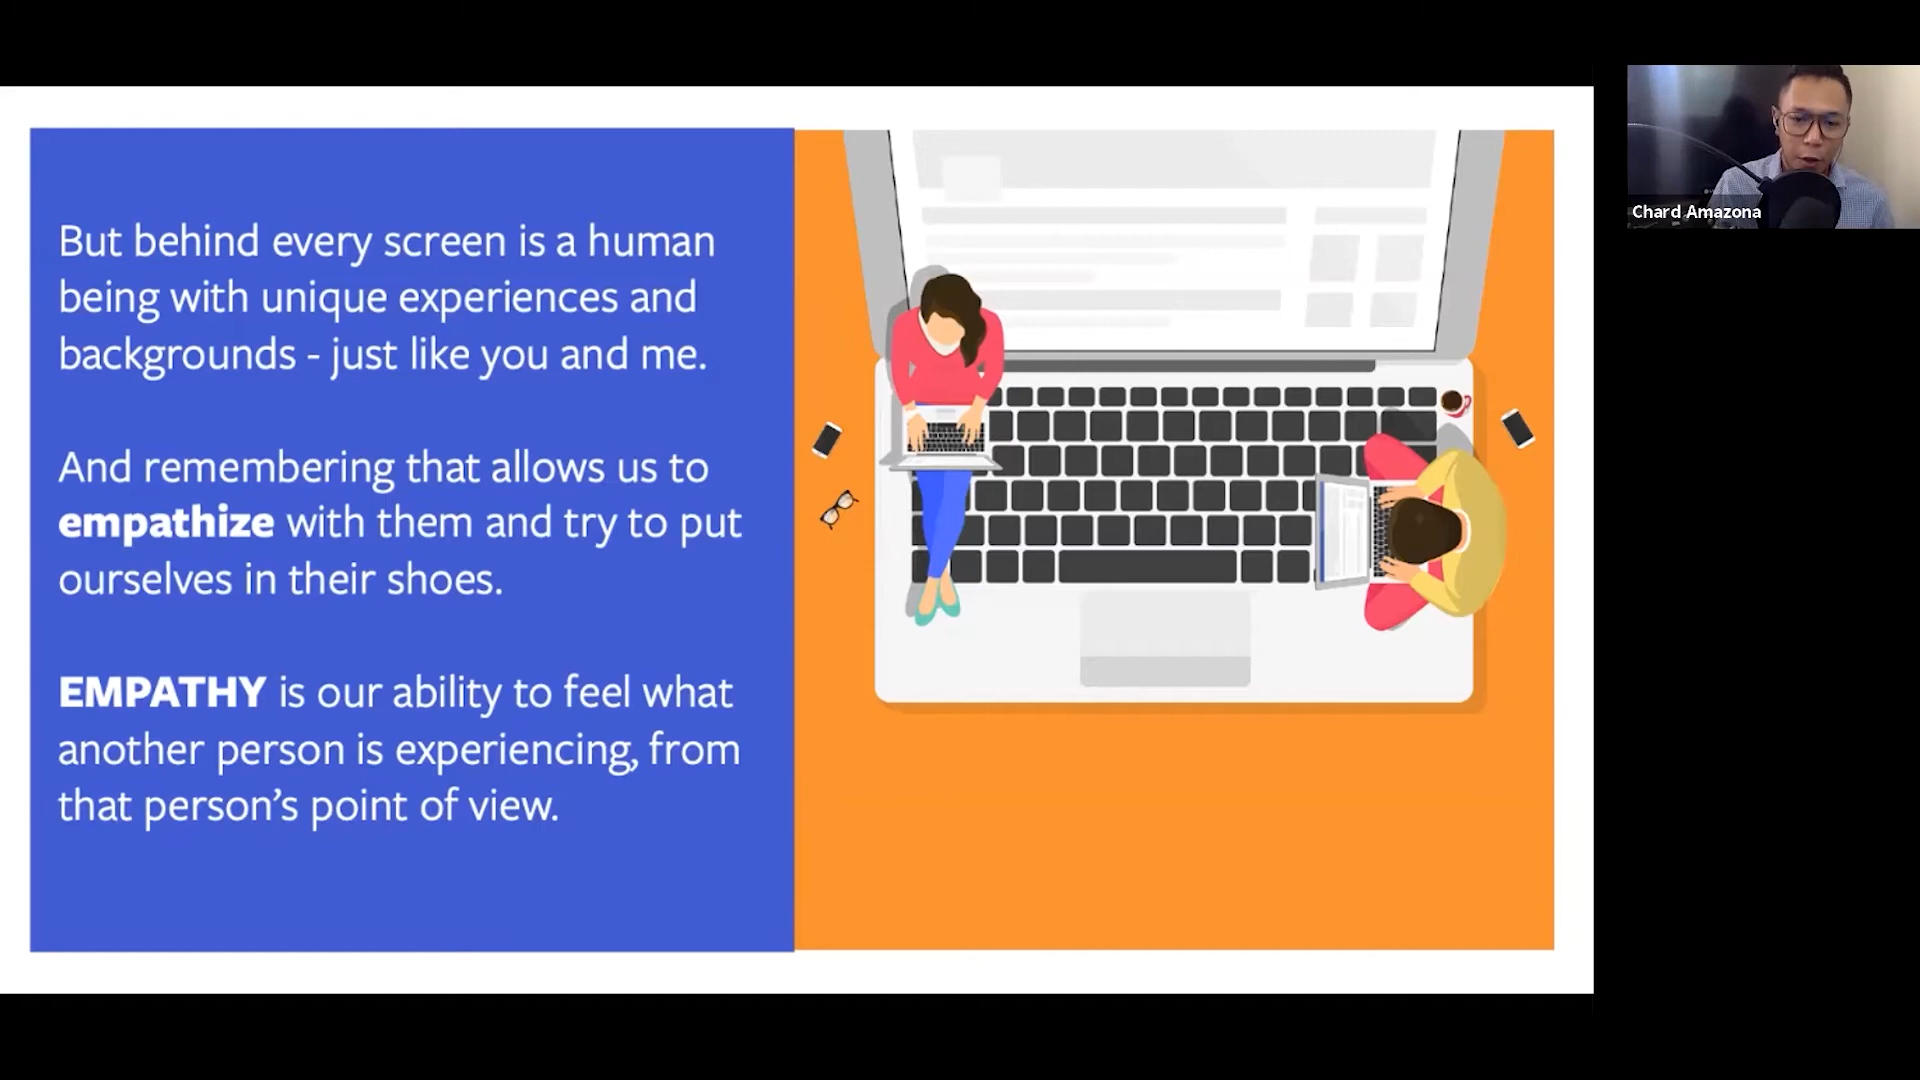 But behind every screen is a human
being with unique experiences and
backgrounds - just like you and me.
And remembering that allows us to
empathize with them and try to put
ourselves in their shoes.
EMPATHY is our ability to feel what
another person is experiencing, from
that person’s point of view.
Chard Amazona